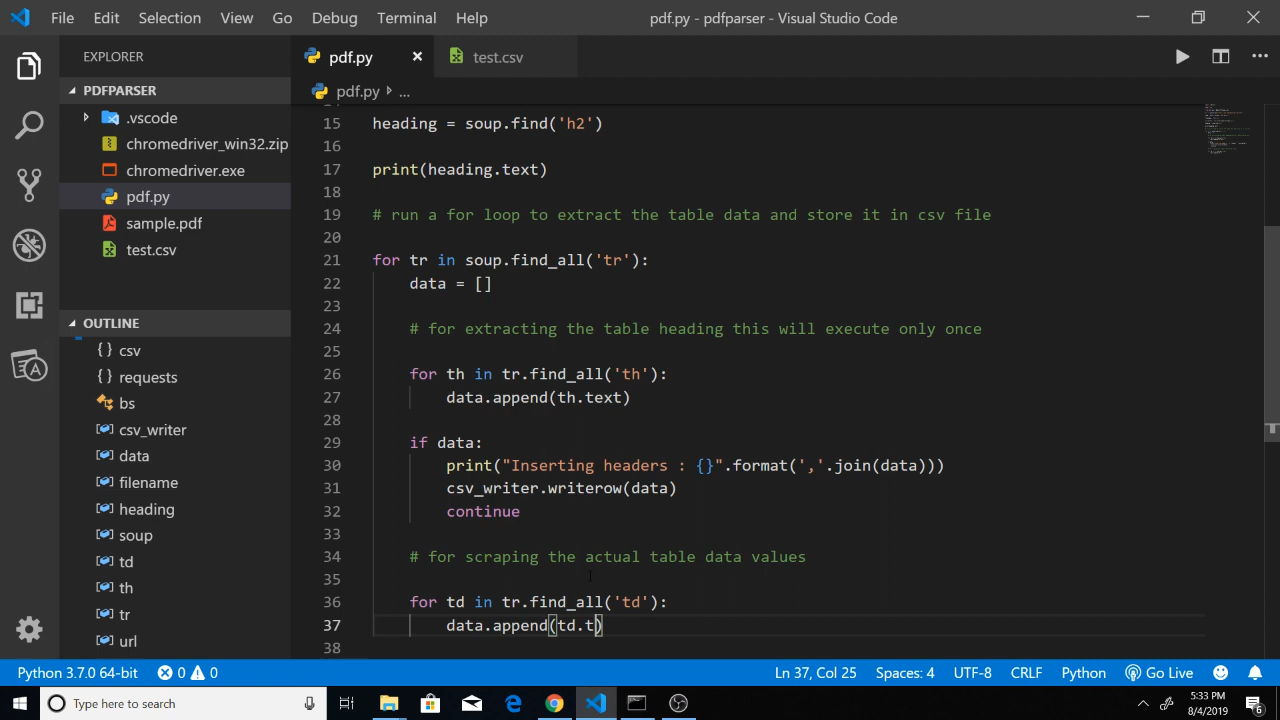 File Edit Selection View Go Debug Terminal Help pdf.py - pdfparser - Visual Studio Code
EXPLORER
PDFPARSER
.vscode
chromedriver_win32.zip
chromedriver.exe
pdf.py
sample.pdf
test.csv
OUTLINE
{} csv
{} requests
bs
csv_writer
data
filename
heading
soup
td
th
tr
url
pdf.py test.csv
pdf.py ...
15 heading = soup.find('h2')
16
17 print(heading.text)
18
19 # run a for loop to extract the table data and store it in csv file
20
21 for tr in soup.find_all('tr'):
22 data = []
23
24 # for extracting the table heading this will execute only once
25
26 for th in tr.find_all('th'):
27 data.append(th.text)
28
29 if data:
30 print("Inserting headers : {}".format(','.join(data)))
31 csv_writer.writerow(data)
32 continue
33
34 # for scraping the actual table data values
35
36 for td in tr.find_all('td'):
37 data.append(td.t)
38
Python 3.7.0 64-bit 0 0 Ln 37, Col 25 Spaces: 4 UTF-8 CRLF Python Go Live
Type here to search
5:33 PM
8/4/2019
6